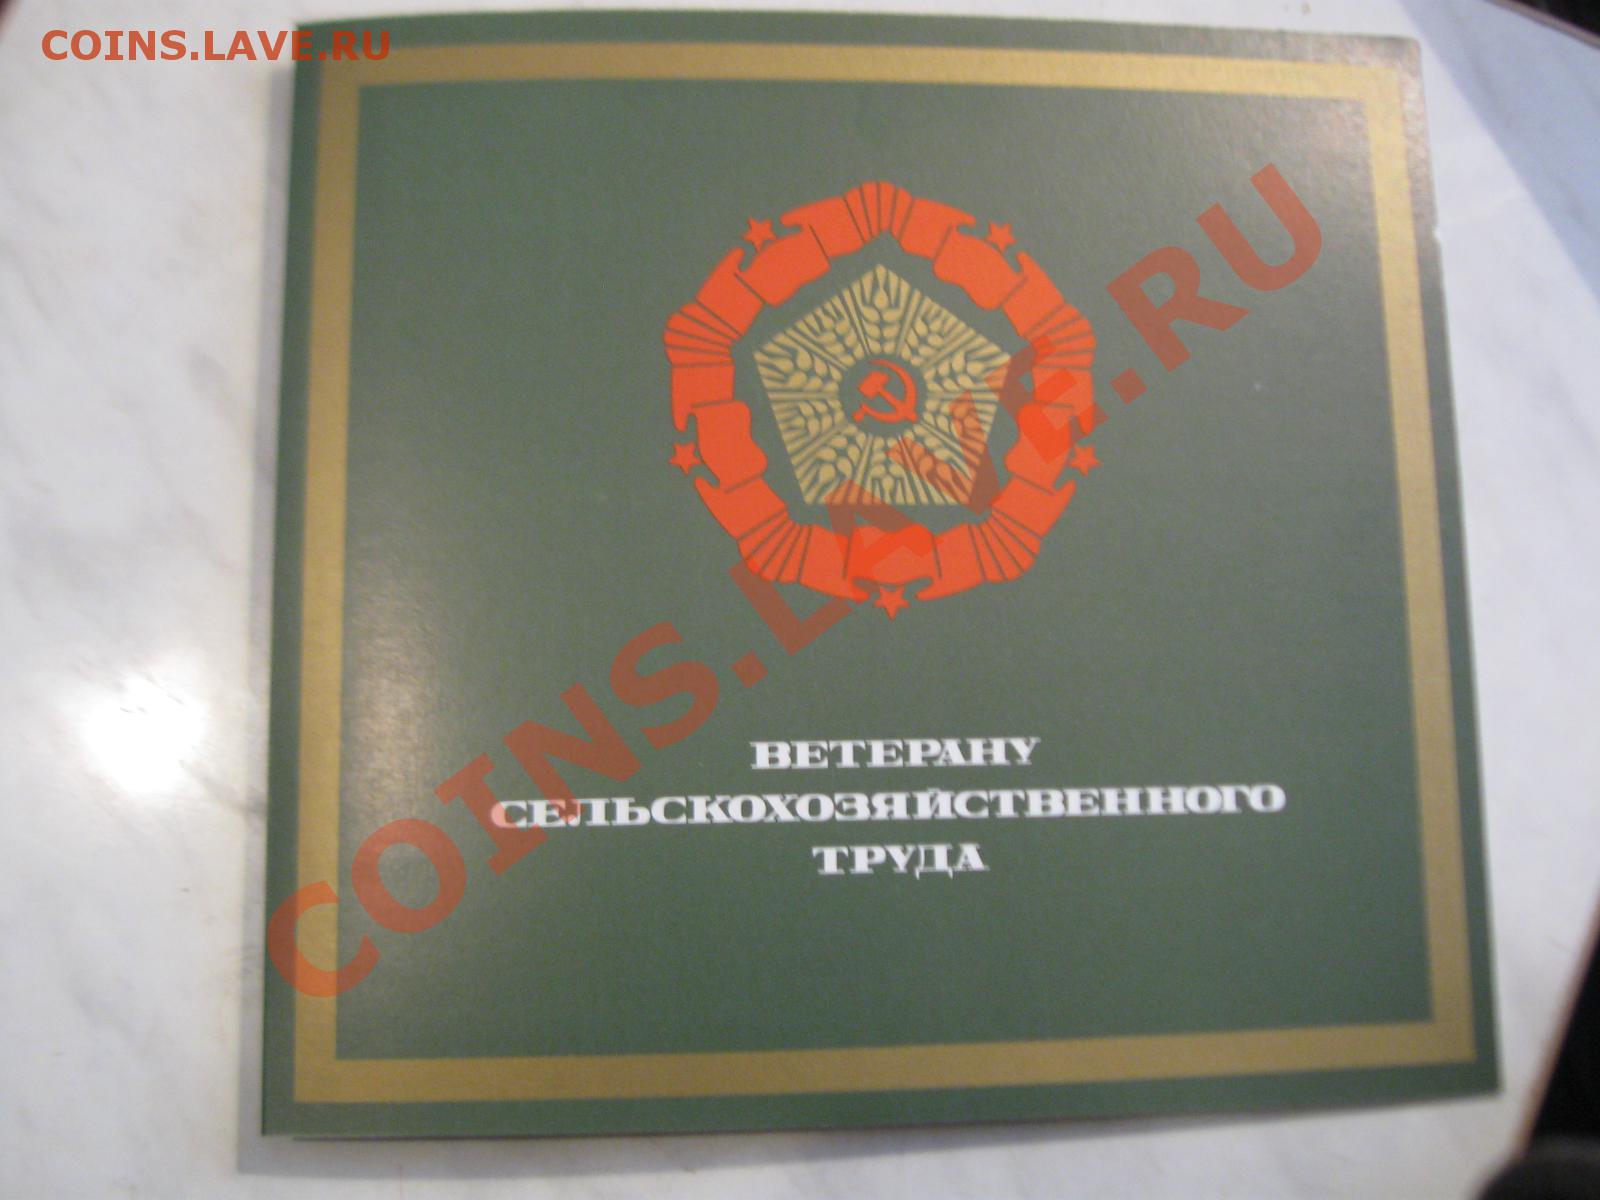 COINS.LAVE.RU
COINS.LAVE.RU
ВЕТЕРАНУ
СЕЛЬСКОХОЗЯЙСТВЕННОГО
ТРУДА